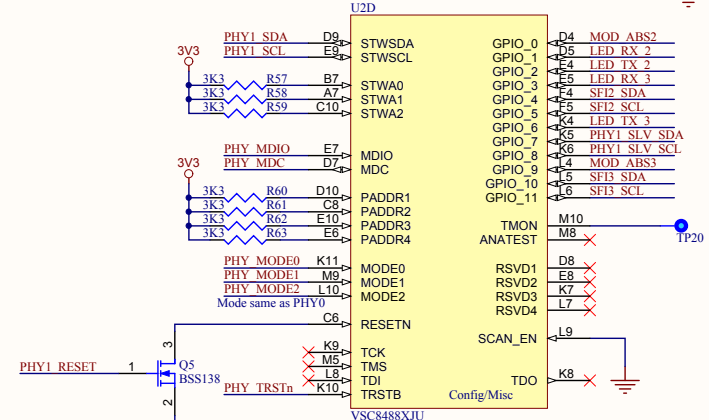 U2D
PHY1_SDA D9 STWSDA GPIO_0 D4 MOD_ABS2
PHY1_SCL E9 STWSCL GPIO_1 D5 LED_RX_2
3V3 GPIO_2 E4 LED_TX_2
3K3 R57 B7 STWA0 GPIO_3 E5 LED_RX_3
3K3 R58 A7 STWA1 GPIO_4 F4 SFI2_SDA
3K3 R59 C10 STWA2 GPIO_5 F5 SFI2_SCL
GPIO_6 K4 LED_TX_3
GPIO_7 K5 PHY1_SLV_SDA
PHY_MDIO E7 MDIO GPIO_8 K6 PHY1_SLV_SCL
PHY_MDC D7 MDC GPIO_9 L4 MOD_ABS3
3V3 GPIO_10 L5 SFI3_SDA
3K3 R60 D10 PADDR1 GPIO_11 L6 SFI3_SCL
3K3 R61 C8 PADDR2
3K3 R62 E10 PADDR3 TMON M10 TP20
3K3 R63 E6 PADDR4 ANATEST M8
PHY_MODE0 K11 MODE0 RSVD1 D8
PHY_MODE1 M9 MODE1 RSVD2 E8
PHY_MODE2 L10 MODE2 RSVD3 K7
Mode same as PHY0 RSVD4 L7
C6 RESETN
SCAN_EN L9
3
K9 TCK
PHY1_RESET 1 Q5 M5 TMS
BSS138 L8 TDI TDO K8
PHY_TRSTn K10 TRSTB Config/Misc
2
VSC8488XJU